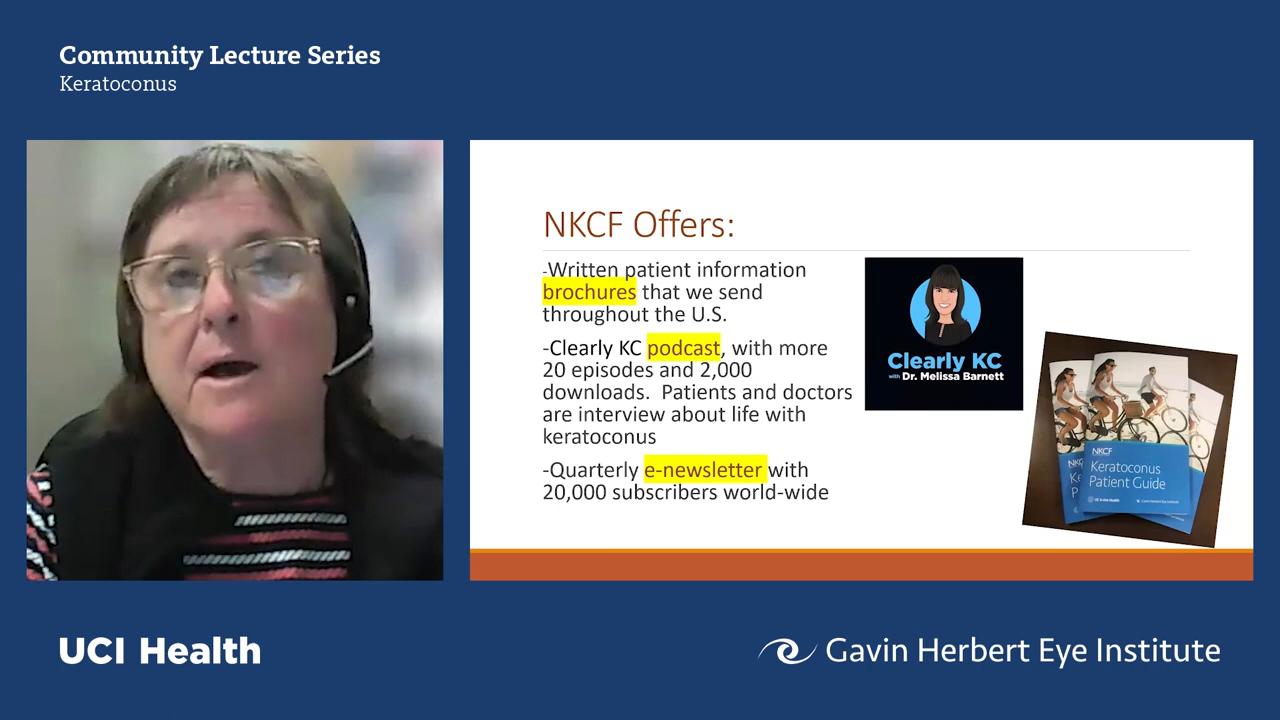 Community Lecture Series
Keratoconus
NKCF Offers:
-Written patient information
brochures that we send
throughout the U.S.
-Clearly KC podcast, with more
20 episodes and 2,000
downloads.  Patients and doctors
are interview about life with
keratoconus
-Quarterly e-newsletter with
20,000 subscribers world-wide
Clearly KC
with Dr. Melissa Barnett
NKCF
Keratoconus
Patient Guide
UCI Health
Gavin Herbert Eye Institute